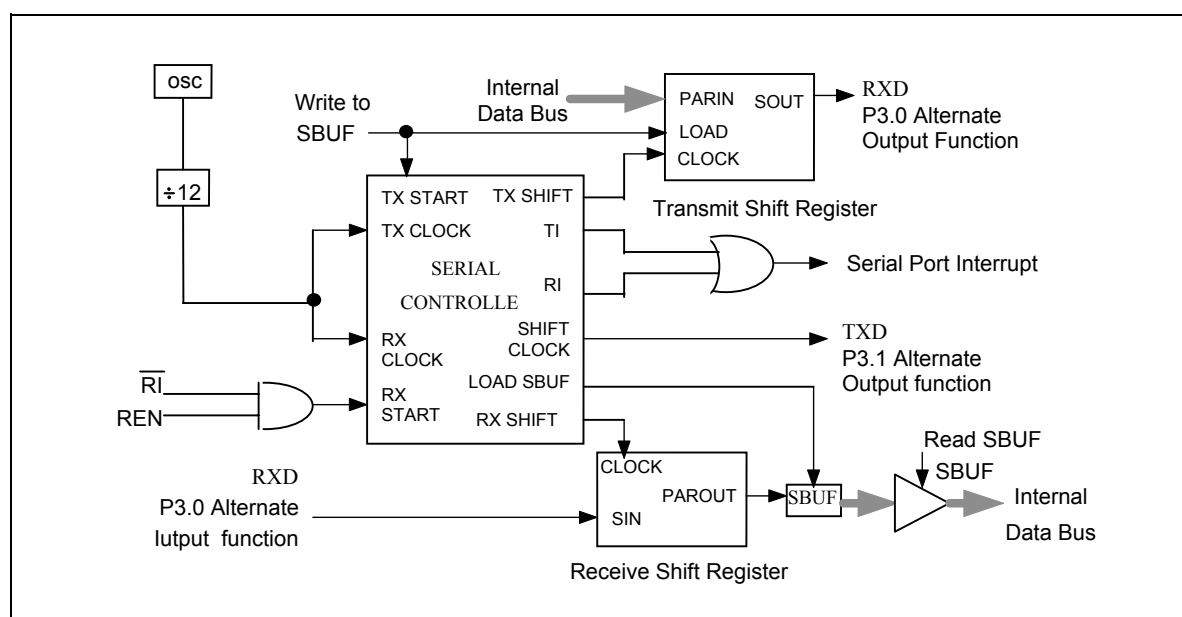 osc
÷12
Write to
SBUF
Internal
Data Bus
PARIN
SOUT
LOAD
CLOCK
RXD
P3.0 Alternate
Output Function
Transmit Shift Register
TX START
TX SHIFT
TX CLOCK
TI
SERIAL
RI
CONTROLLE
SHIFT
CLOCK
RX
CLOCK
LOAD SBUF
RX
START
RX SHIFT
Serial Port Interrupt
TXD
P3.1 Alternate
Output function
RI
REN
RXD
P3.0 Alternate
Iutput function
CLOCK
PAROUT
SIN
Receive Shift Register
SBUF
Read SBUF
SBUF
Internal
Data Bus